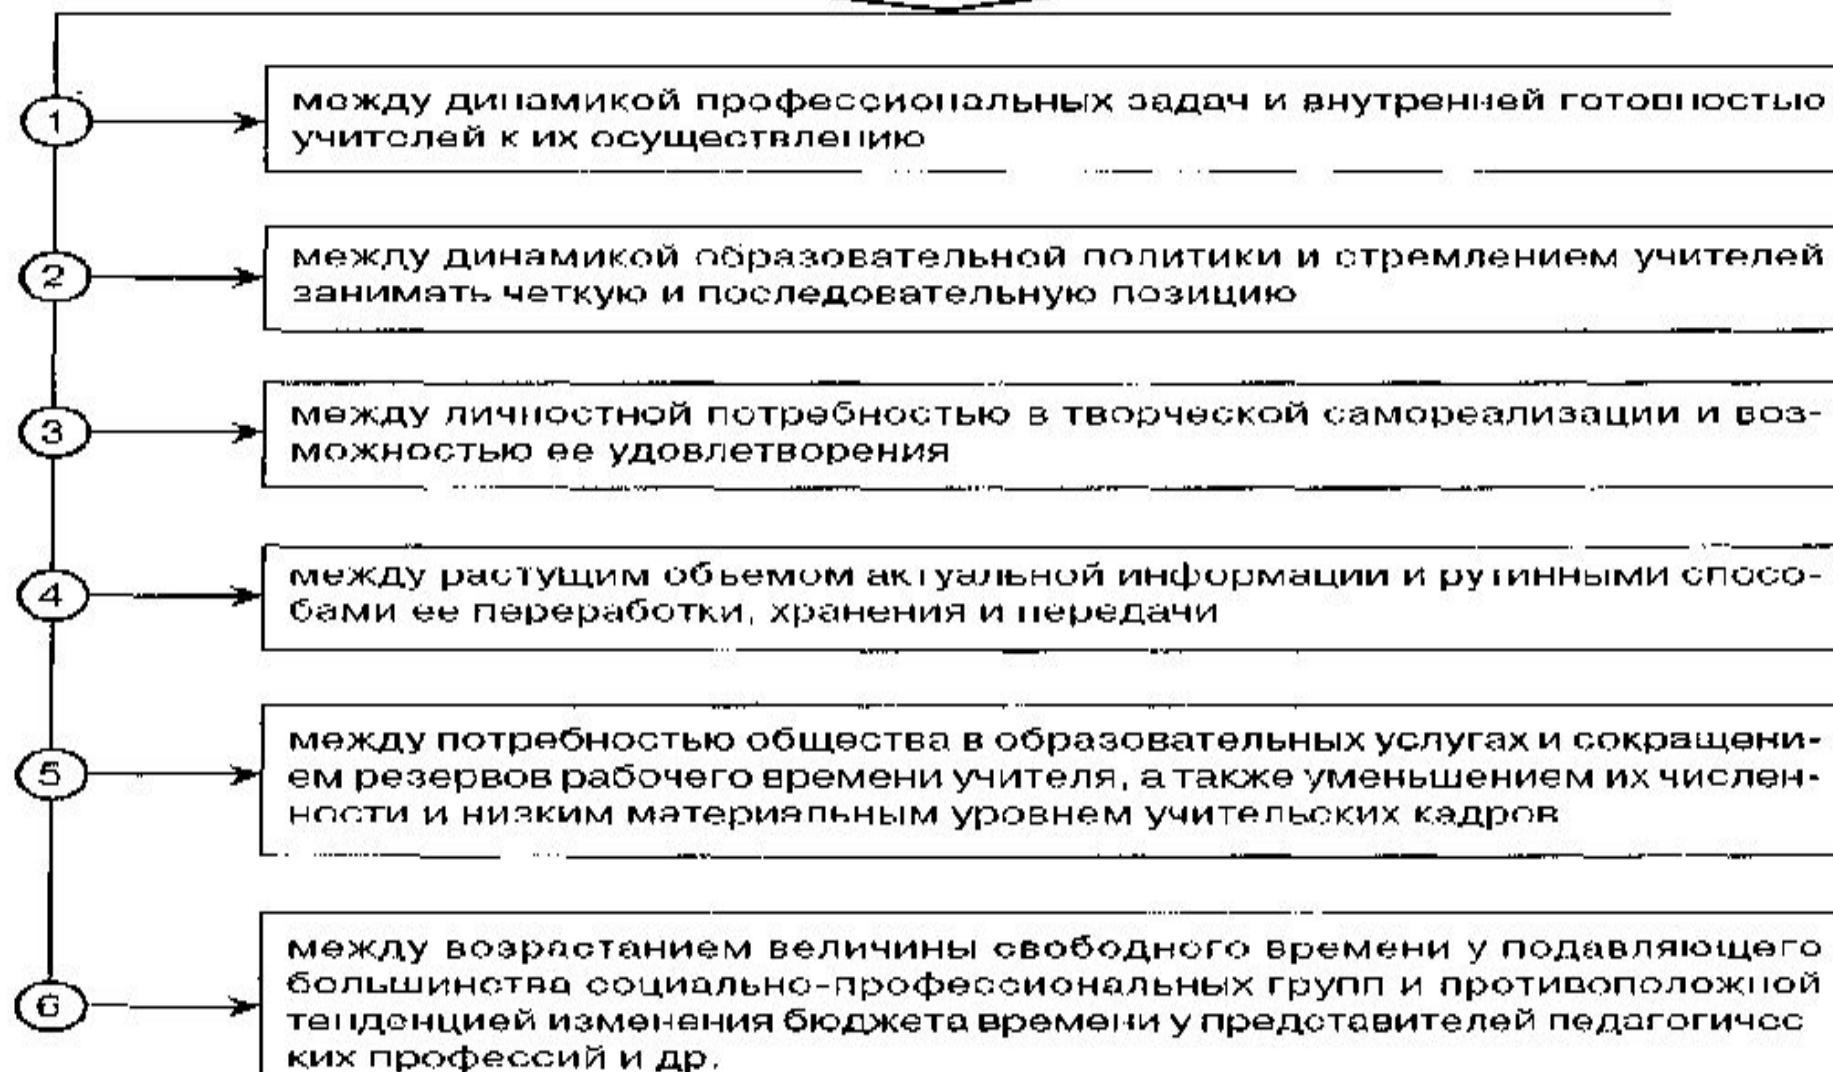 1
между динамикой профессиональных задач и внутренней готовностью
учителей к их осуществлению
2
между динамикой образовательной политики и стремлением учителей
занимать четкую и последовательную позицию
3
между личностной потребностью в творческой самореализации и воз-
можностью ее удовлетворения
4
между растущим объемом актуальной информации и рутинными спосо-
бами ее переработки, хранения и передачи
5
между потребностью общества в образовательных услугах и сокращени-
ем резервов рабочего времени учителя, а также уменьшением их числен-
ности и низким материальным уровнем учительских кадров
6
между возрастанием величины свободного времени у подавляющего
большинства социально-профессиональных групп и противоположной
тенденцией изменения бюджета времени у представителей педагогичес
ких профессий и др.